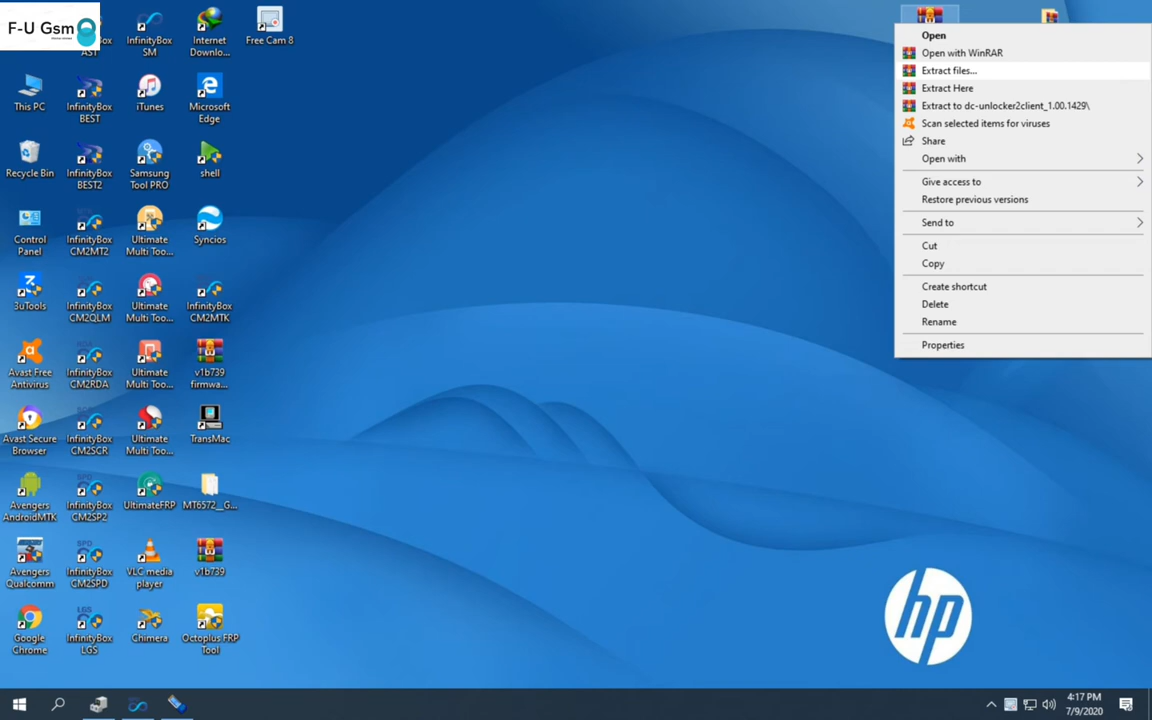 F-U Gsm
AST
Box
InfinityBox
SM
Internet
Downlo...
Free Cam 8
This PC
InfinityBox
BEST
iTunes
Microsoft
Edge
Recycle Bin
InfinityBox
BEST2
Samsung
Tool PRO
shell
Control
Panel
InfinityBox
CM2MT2
Ultimate
Multi Too...
Syncios
3uTools
InfinityBox
CM2QLM
Ultimate
Multi Too...
InfinityBox
CM2MTK
Avast Free
Antivirus
InfinityBox
CM2RDA
Ultimate
Multi Too...
v1b739
firmwa...
Avast Secure
Browser
InfinityBox
CM2SCR
Ultimate
Multi Too...
TransMac
Avengers
AndroidMTK
InfinityBox
CM2SP2
UltimateFRP
MT6572__G...
Avengers
Qualcomm
InfinityBox
CM2SPD
VLC media
player
v1b739
Google
Chrome
InfinityBox
LGS
Chimera
Octoplus FRP
Tool
Open
Open with WinRAR
Extract files...
Extract Here
Extract to dc-unlocker2client_1.00.1429\
Scan selected items for viruses
Share
Open with
Give access to
Restore previous versions
Send to
Cut
Copy
Create shortcut
Delete
Rename
Properties
hp
4:17 PM
7/9/2020